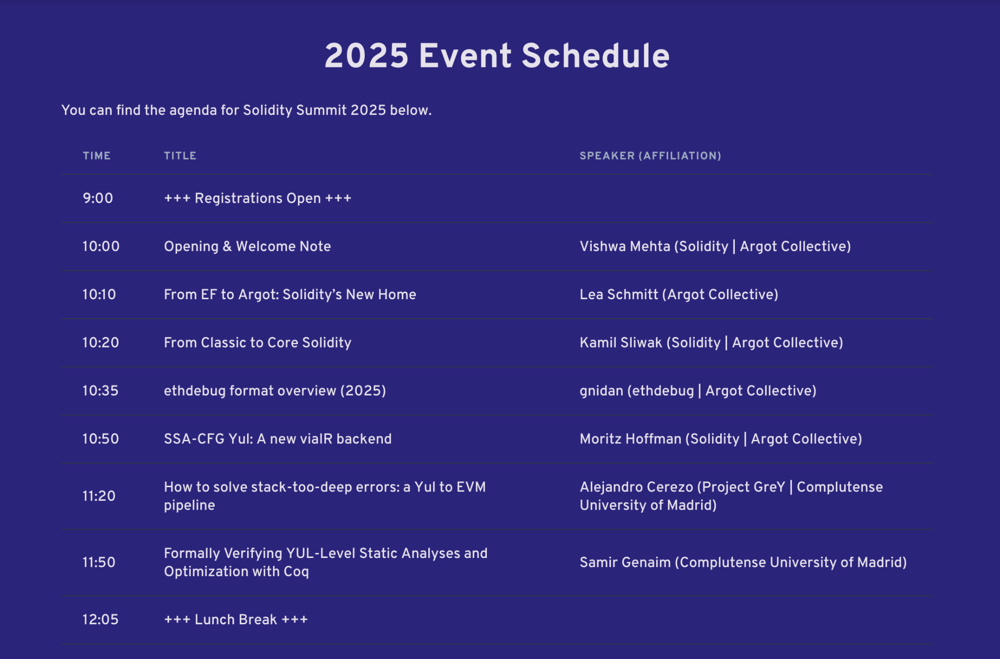 2025 Event Schedule
You can find the agenda for Solidity Summit 2025 below.
TIME TITLE SPEAKER (AFFILIATION)
9:00 +++ Registrations Open +++
10:00 Opening & Welcome Note Vishwa Mehta (Solidity | Argot Collective)
10:10 From EF to Argot: Solidity’s New Home Lea Schmitt (Argot Collective)
10:20 From Classic to Core Solidity Kamil Sliwak (Solidity | Argot Collective)
10:35 ethdebug format overview (2025) gnidan (ethdebug | Argot Collective)
10:50 SSA-CFG Yul: A new viaIR backend Moritz Hoffman (Solidity | Argot Collective)
11:20 How to solve stack-too-deep errors: a Yul to EVM
pipeline
Alejandro Cerezo (Project GreY | Complutense
University of Madrid)
11:50 Formally Verifying YUL-Level Static Analyses and
Optimization with Coq
Samir Genaim (Complutense University of Madrid)
12:05 +++ Lunch Break +++